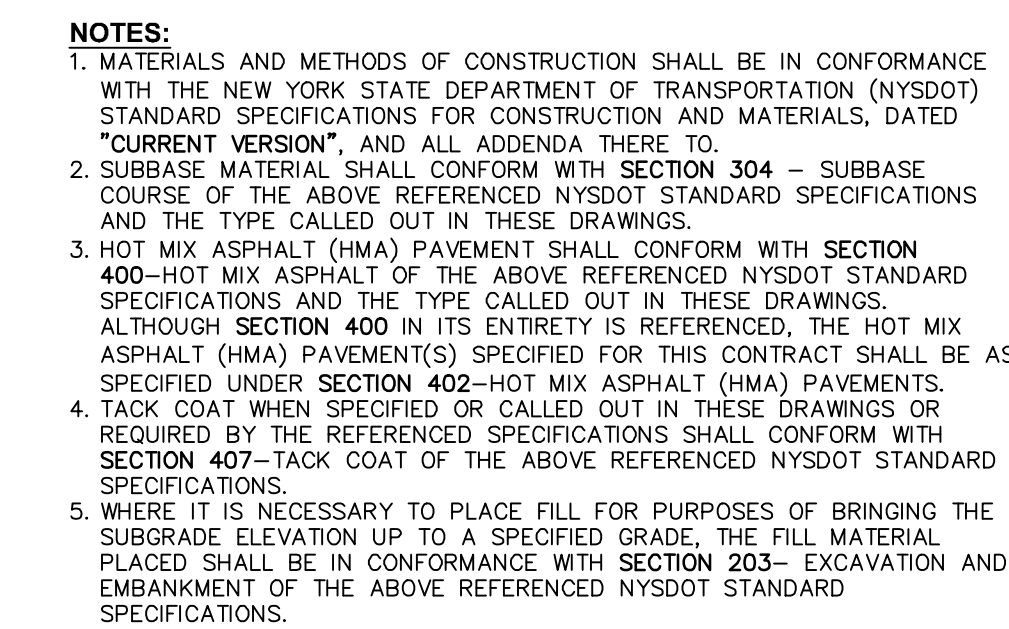 NOTES:
1. MATERIALS AND METHODS OF CONSTRUCTION SHALL BE IN CONFORMANCE
WITH THE NEW YORK STATE DEPARTMENT OF TRANSPORTATION (NYSDOT)
STANDARD SPECIFICATIONS FOR CONSTRUCTION AND MATERIALS, DATED
"CURRENT VERSION", AND ALL ADDENDA THERE TO.
2. SUBBASE MATERIAL SHALL CONFORM WITH SECTION 304 – SUBBASE
COURSE OF THE ABOVE REFERENCED NYSDOT STANDARD SPECIFICATIONS
AND THE TYPE CALLED OUT IN THESE DRAWINGS.
3. HOT MIX ASPHALT (HMA) PAVEMENT SHALL CONFORM WITH SECTION
400–HOT MIX ASPHALT OF THE ABOVE REFERENCED NYSDOT STANDARD
SPECIFICATIONS AND THE TYPE CALLED OUT IN THESE DRAWINGS.
ALTHOUGH SECTION 400 IN ITS ENTIRETY IS REFERENCED, THE HOT MIX
ASPHALT (HMA) PAVEMENT(S) SPECIFIED FOR THIS CONTRACT SHALL BE AS
SPECIFIED UNDER SECTION 402–HOT MIX ASPHALT (HMA) PAVEMENTS.
4. TACK COAT WHEN SPECIFIED OR CALLED OUT IN THESE DRAWINGS OR
REQUIRED BY THE REFERENCED SPECIFICATIONS SHALL CONFORM WITH
SECTION 407–TACK COAT OF THE ABOVE REFERENCED NYSDOT STANDARD
SPECIFICATIONS.
5. WHERE IT IS NECESSARY TO PLACE FILL FOR PURPOSES OF BRINGING THE
SUBGRADE ELEVATION UP TO A SPECIFIED GRADE, THE FILL MATERIAL
PLACED SHALL BE IN CONFORMANCE WITH SECTION 203– EXCAVATION AND
EMBANKMENT OF THE ABOVE REFERENCED NYSDOT STANDARD
SPECIFICATIONS.